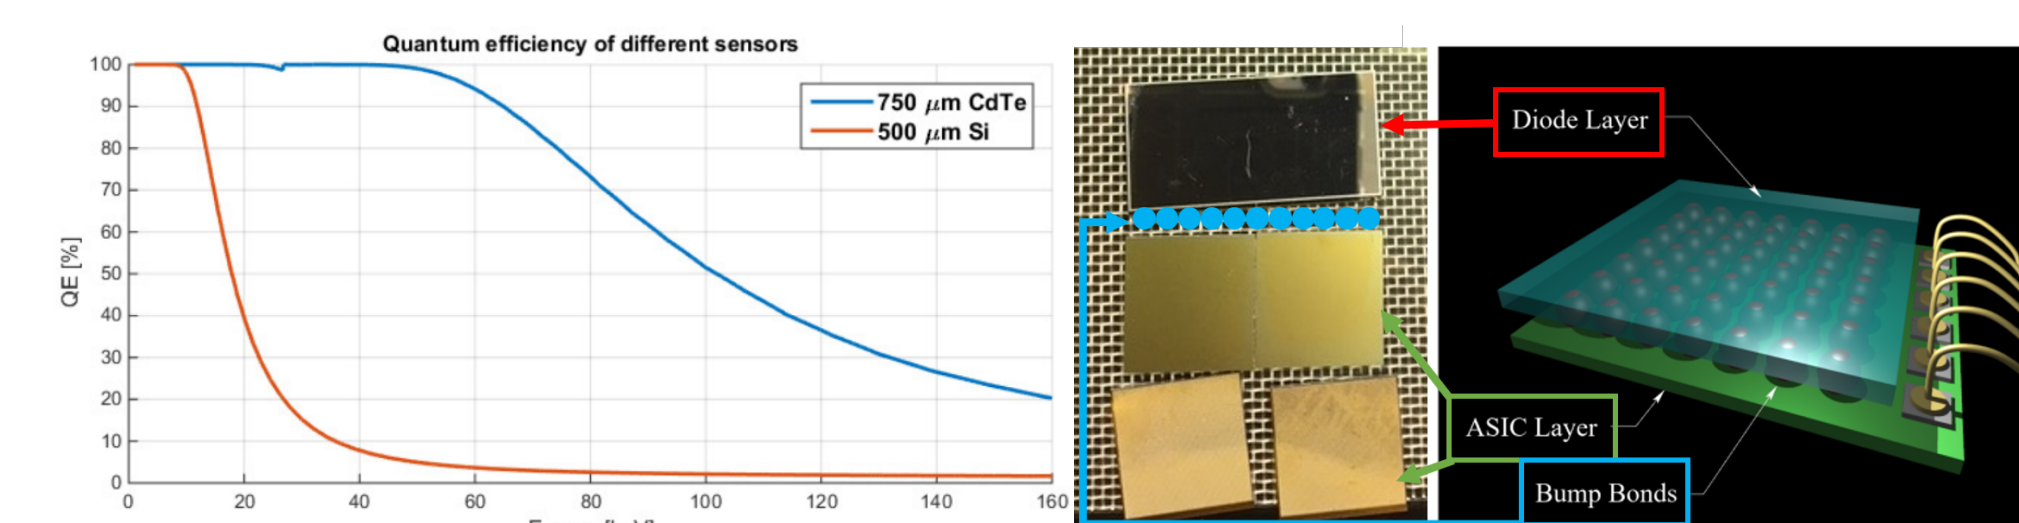 Quantum efficiency of different sensors
QE [%]
100
90
80
70
60
50
40
30
20
10
0
0 20 40 60 80 100 120 140 160
750 μm CdTe
500 μm Si
Diode Layer
ASIC Layer
Bump Bonds